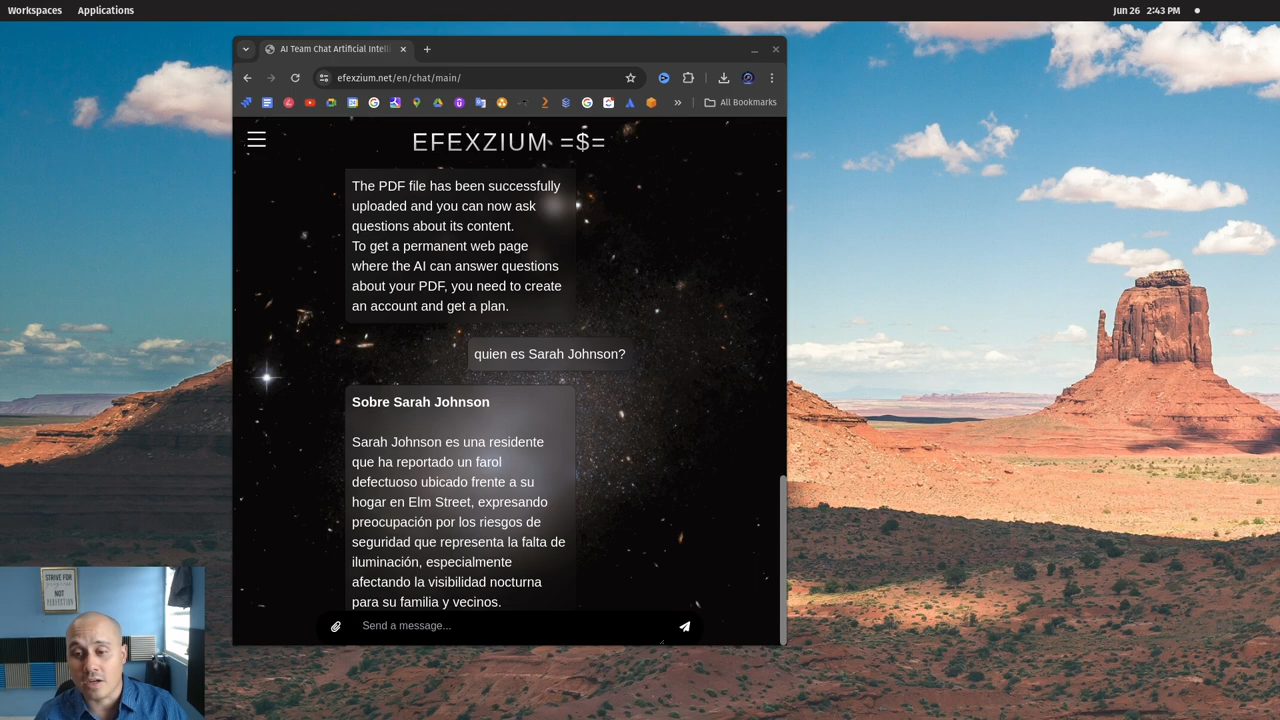 Workspaces Applications Jun 26 2:43 PM
AI Team Chat Artificial Intelli
efexzium.net/en/chat/main/
All Bookmarks
EFEXZIUM =$=
The PDF file has been successfully
uploaded and you can now ask
questions about its content.
To get a permanent web page
where the AI can answer questions
about your PDF, you need to create
an account and get a plan.
quien es Sarah Johnson?
Sobre Sarah Johnson
Sarah Johnson es una residente
que ha reportado un farol
defectuoso ubicado frente a su
hogar en Elm Street, expresando
preocupación por los riesgos de
seguridad que representa la falta de
iluminación, especialmente
afectando la visibilidad nocturna
para su familia y vecinos.
Send a message...
STRIVE FOR
NOT
PERFECTION